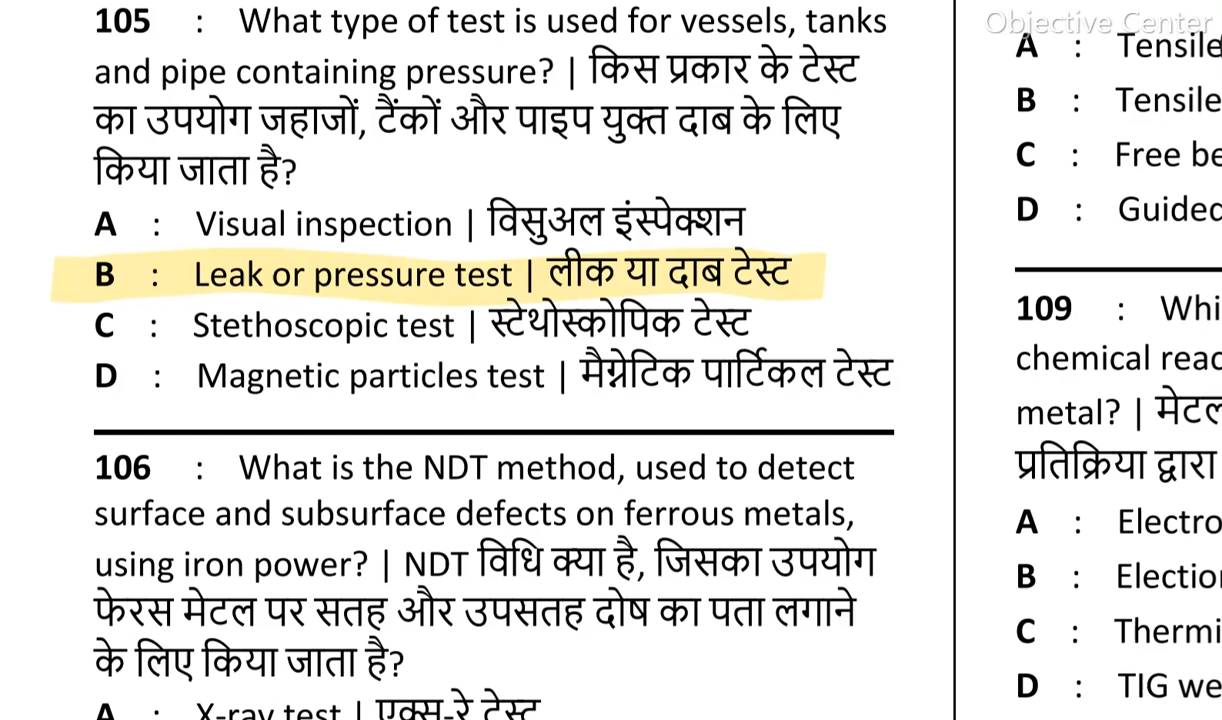 105 : What type of test is used for vessels, tanks
and pipe containing pressure? | किस प्रकार के टेस्ट
का उपयोग जहाजों, टैंकों और पाइप युक्त दाब के लिए
किया जाता है?
A : Visual inspection | विसुअल इंस्पेक्शन
B : Leak or pressure test | लीक या दाब टेस्ट
C : Stethoscopic test | स्टेथोस्कोपिक टेस्ट
D : Magnetic particles test | मैग्नेटिक पार्टिकल टेस्ट
106 : What is the NDT method, used to detect
surface and subsurface defects on ferrous metals,
using iron power? | NDT विधि क्या है, जिसका उपयोग
फेरस मेटल पर सतह और उपसतह दोष का पता लगाने
के लिए किया जाता है?
A : X-ray test | एक्स-रे टेस्ट
Objective Center
A : Tensile
B : Tensile
C : Free be
D : Guided
109 : Whi
chemical reac
metal? | मेटल
प्रतिक्रिया द्वारा
A : Electro
B : Election
C : Thermi
D : TIG we